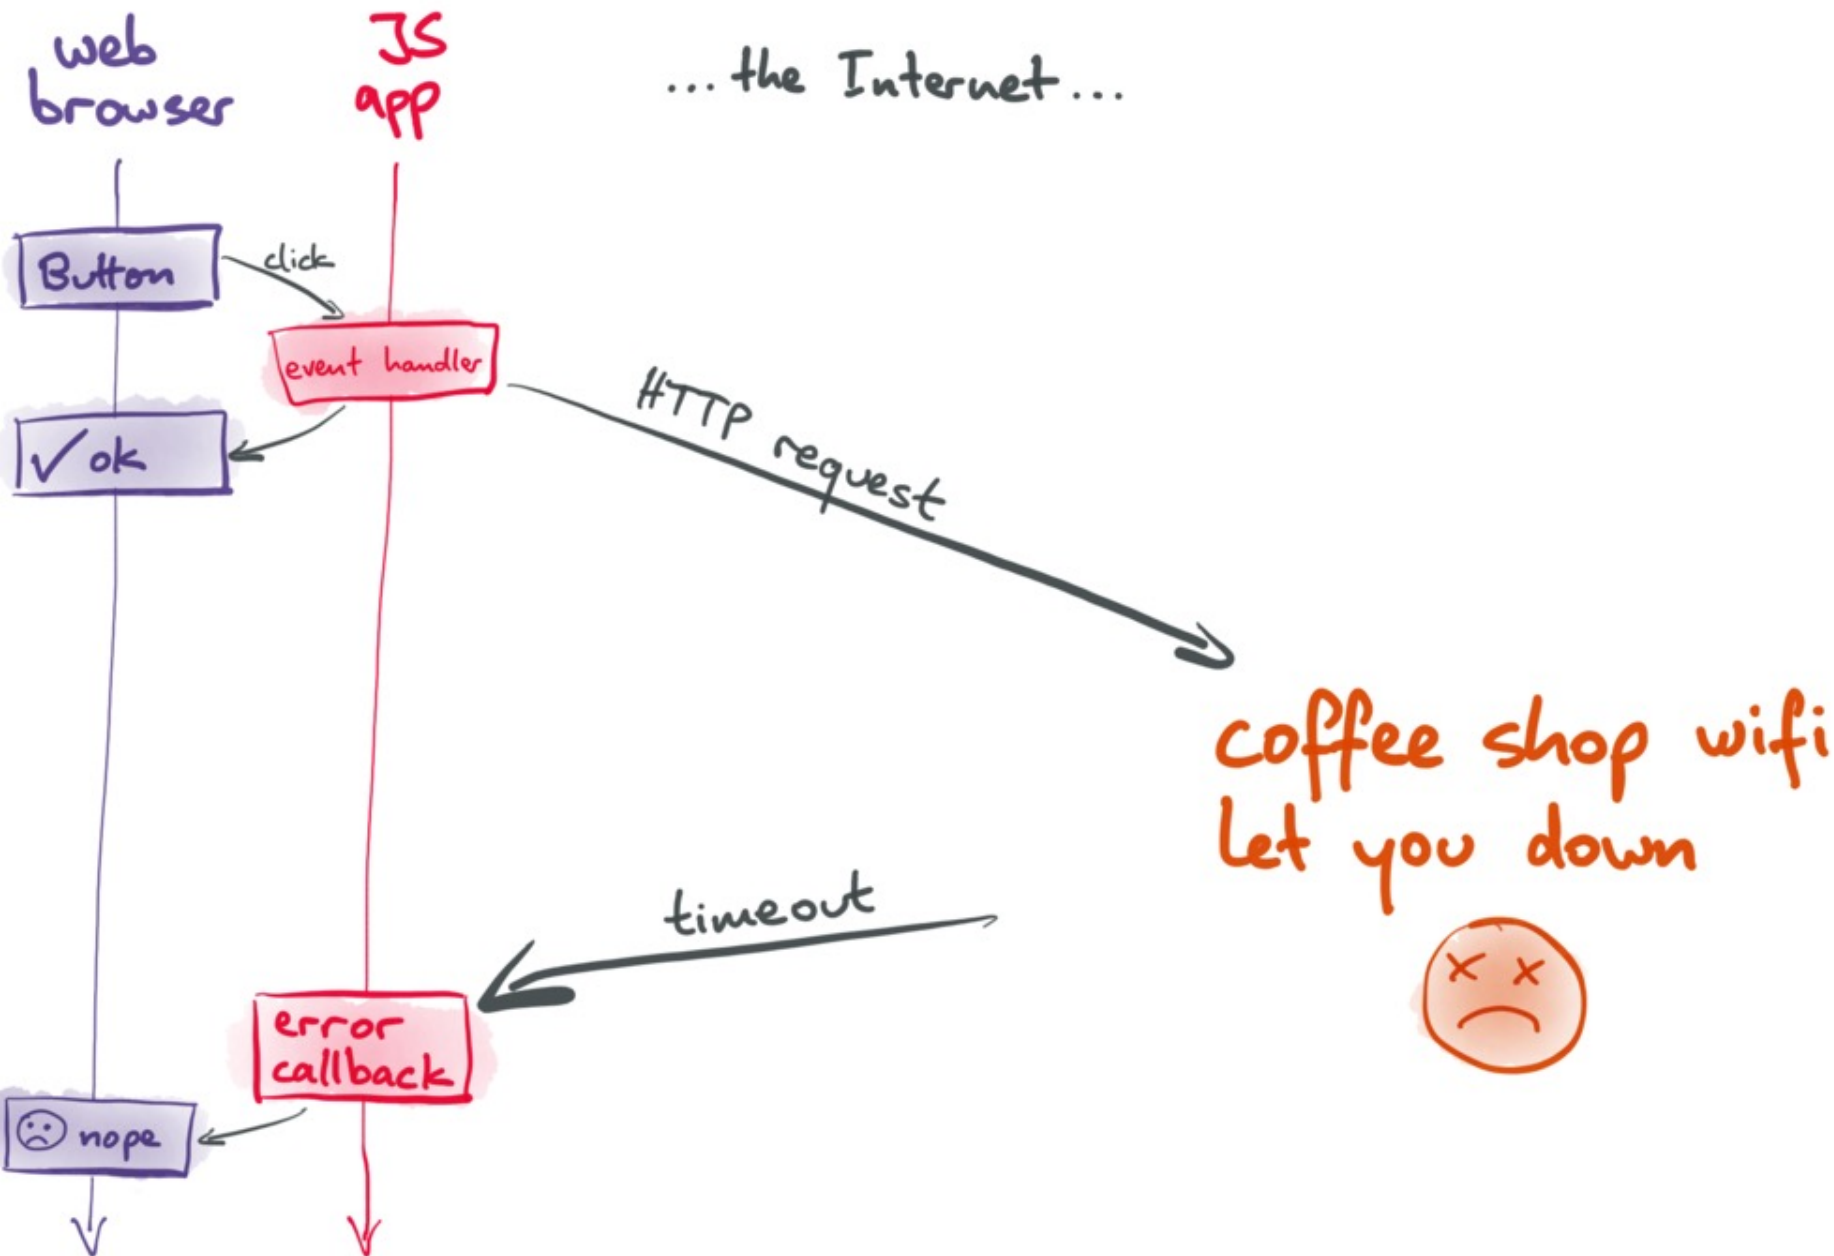 web
browser
JS
app
...the Internet...
Button
click
event handler
✓ ok
HTTP request
coffee shop wifi
let you down
timeout
error
callback
nope